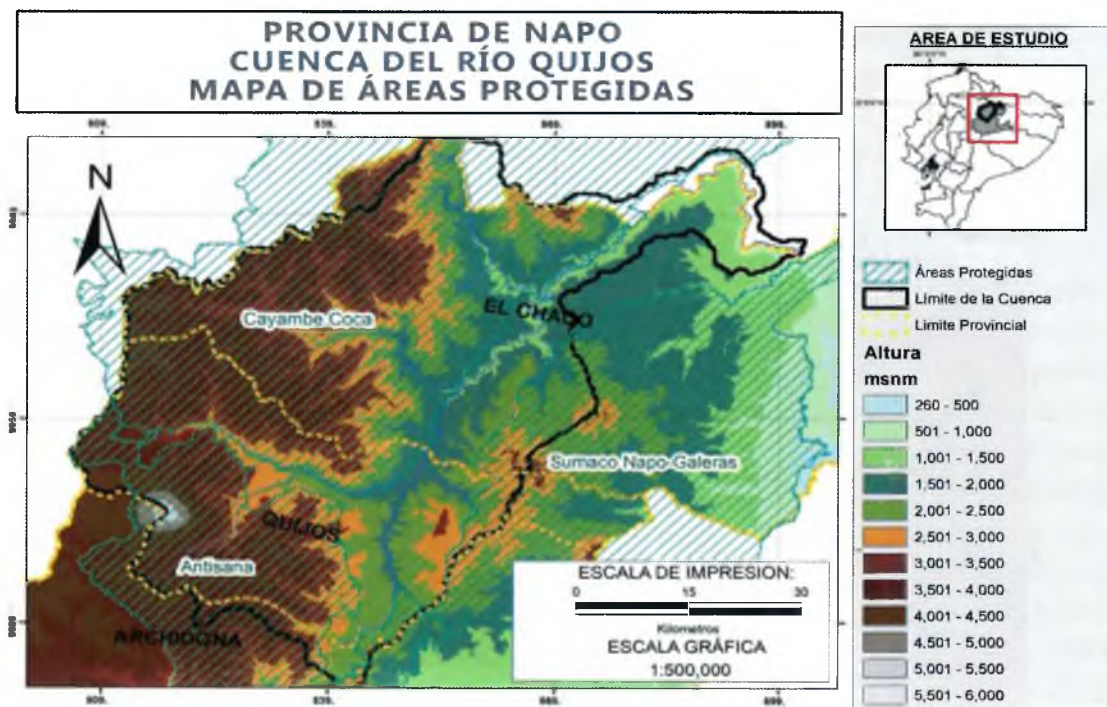 PROVINCIA DE NAPO
CUENCA DEL RÍO QUIJOS
MAPA DE ÁREAS PROTEGIDAS
N
Cayambe Coca
EL CHACO
Sumaco Napo-Galeras
QUIJOS
Antisana
ARCHIDONA
ESCALA DE IMPRESION:
0 15 30
Kilometros
ESCALA GRÁFICA
1:500,000
AREA DE ESTUDIO
Áreas Protegidas
Límite de la Cuenca
Limite Provincial
Altura
msnm
260 - 500
501 - 1,000
1,001 - 1,500
1,501 - 2,000
2,001 - 2,500
2,501 - 3,000
3,001 - 3,500
3,501 - 4,000
4,001 - 4,500
4,501 - 5,000
5,001 - 5,500
5,501 - 6,000